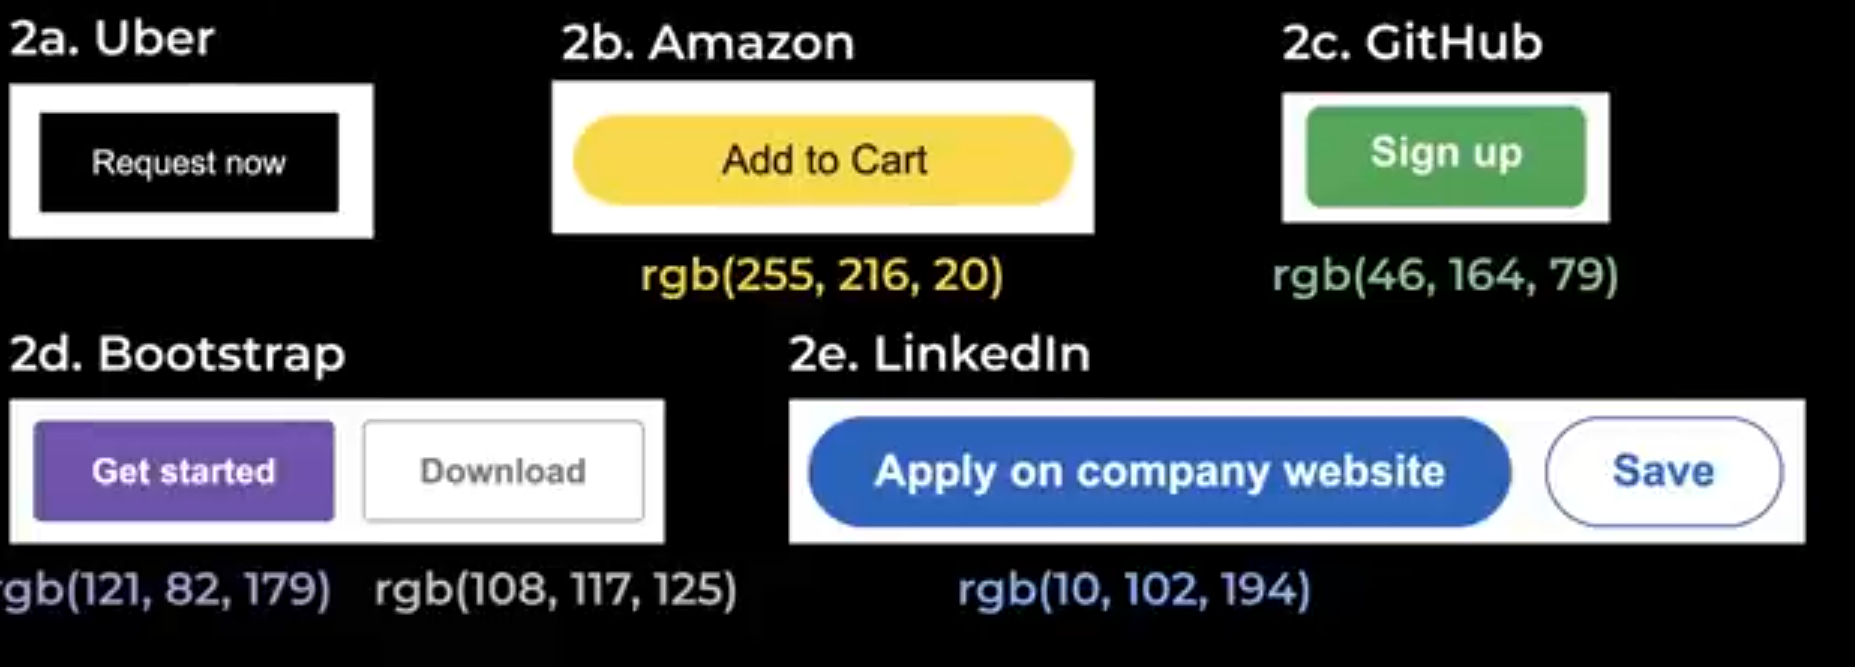 2a. Uber
2b. Amazon
2c. GitHub
Request now
Add to Cart
Sign up
rgb(255, 216, 20)
rgb(46, 164, 79)
2d. Bootstrap
2e. LinkedIn
Get started
Download
Apply on company website
Save
rgb(121, 82, 179)
rgb(108, 117, 125)
rgb(10, 102, 194)